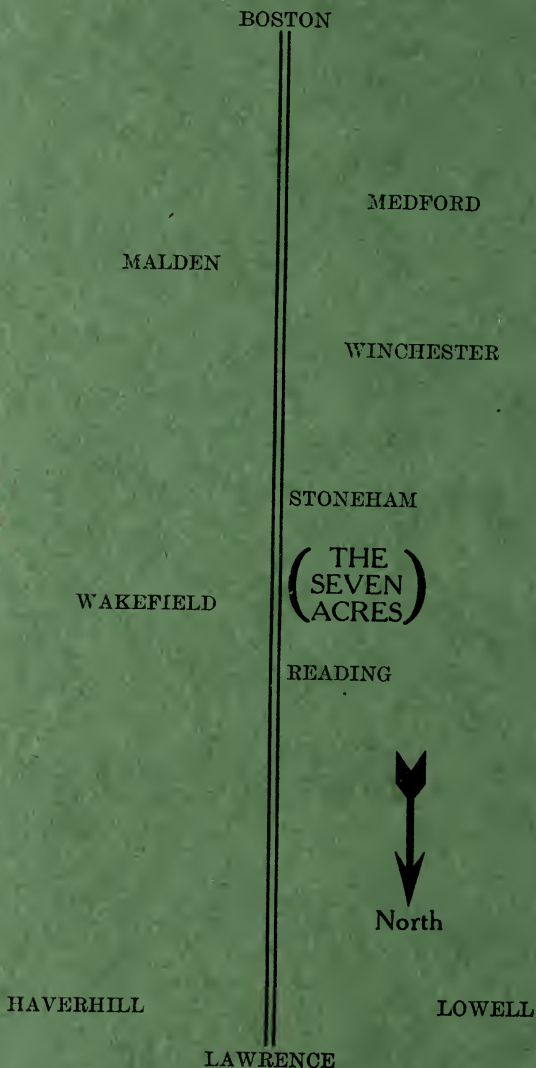 BOSTON
MEDFORD
MALDEN
WINCHESTER
STONEHAM
(THE
SEVEN
ACRES)
WAKEFIELD
READING
North
HAVERHILL
LOWELL
LAWRENCE